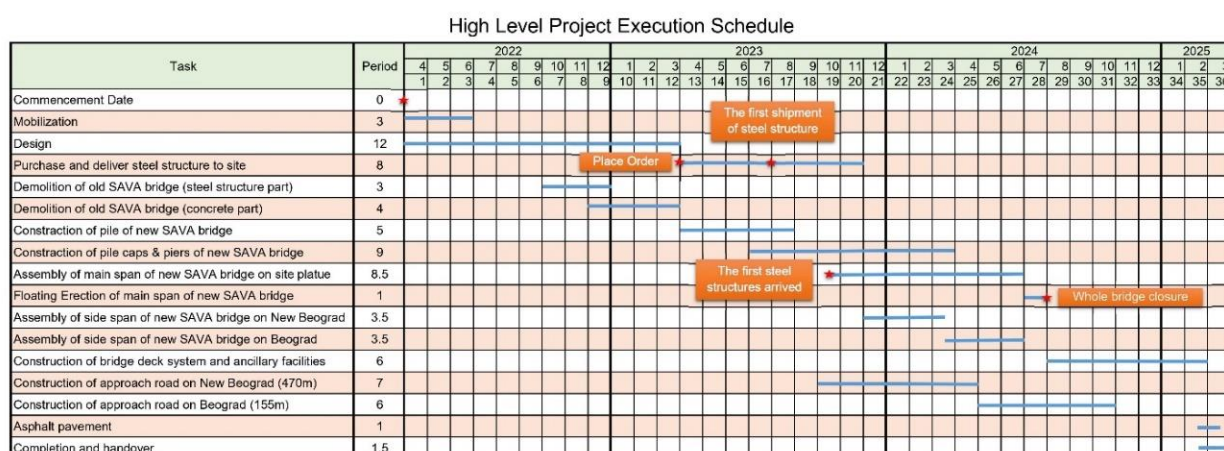 High Level Project Execution Schedule
Task Period 2022 2023 2024 2025
4 5 6 7 8 9 10 11 12 1 2 3 4 5 6 7 8 9 10 11 12 1 2 3 4 5 6 7 8 9 10 11 12 1 2 3
1 2 3 4 5 6 7 8 9 10 11 12 13 14 15 16 17 18 19 20 21 22 23 24 25 26 27 28 29 30 31 32 33 34 35 36
Commencement Date 0
The first shipment
of steel structure
Mobilization 3
Design 12
Purchase and deliver steel structure to site 8 Place Order
Demolition of old SAVA bridge (steel structure part) 3
Demolition of old SAVA bridge (concrete part) 4
Constraction of pile of new SAVA bridge 5
Constraction of pile caps & piers of new SAVA bridge 9
The first steel
structures arrived
Assembly of main span of new SAVA bridge on site platue 8.5
Floating Erection of main span of new SAVA bridge 1 Whole bridge closure
Assembly of side span of new SAVA bridge on New Beograd 3.5
Assembly of side span of new SAVA bridge on Beograd 3.5
Construction of bridge deck system and ancillary facilities 6
Construction of approach road on New Beograd (470m) 7
Construction of approach road on Beograd (155m) 6
Asphalt pavement 1
Completion and handover 1.5